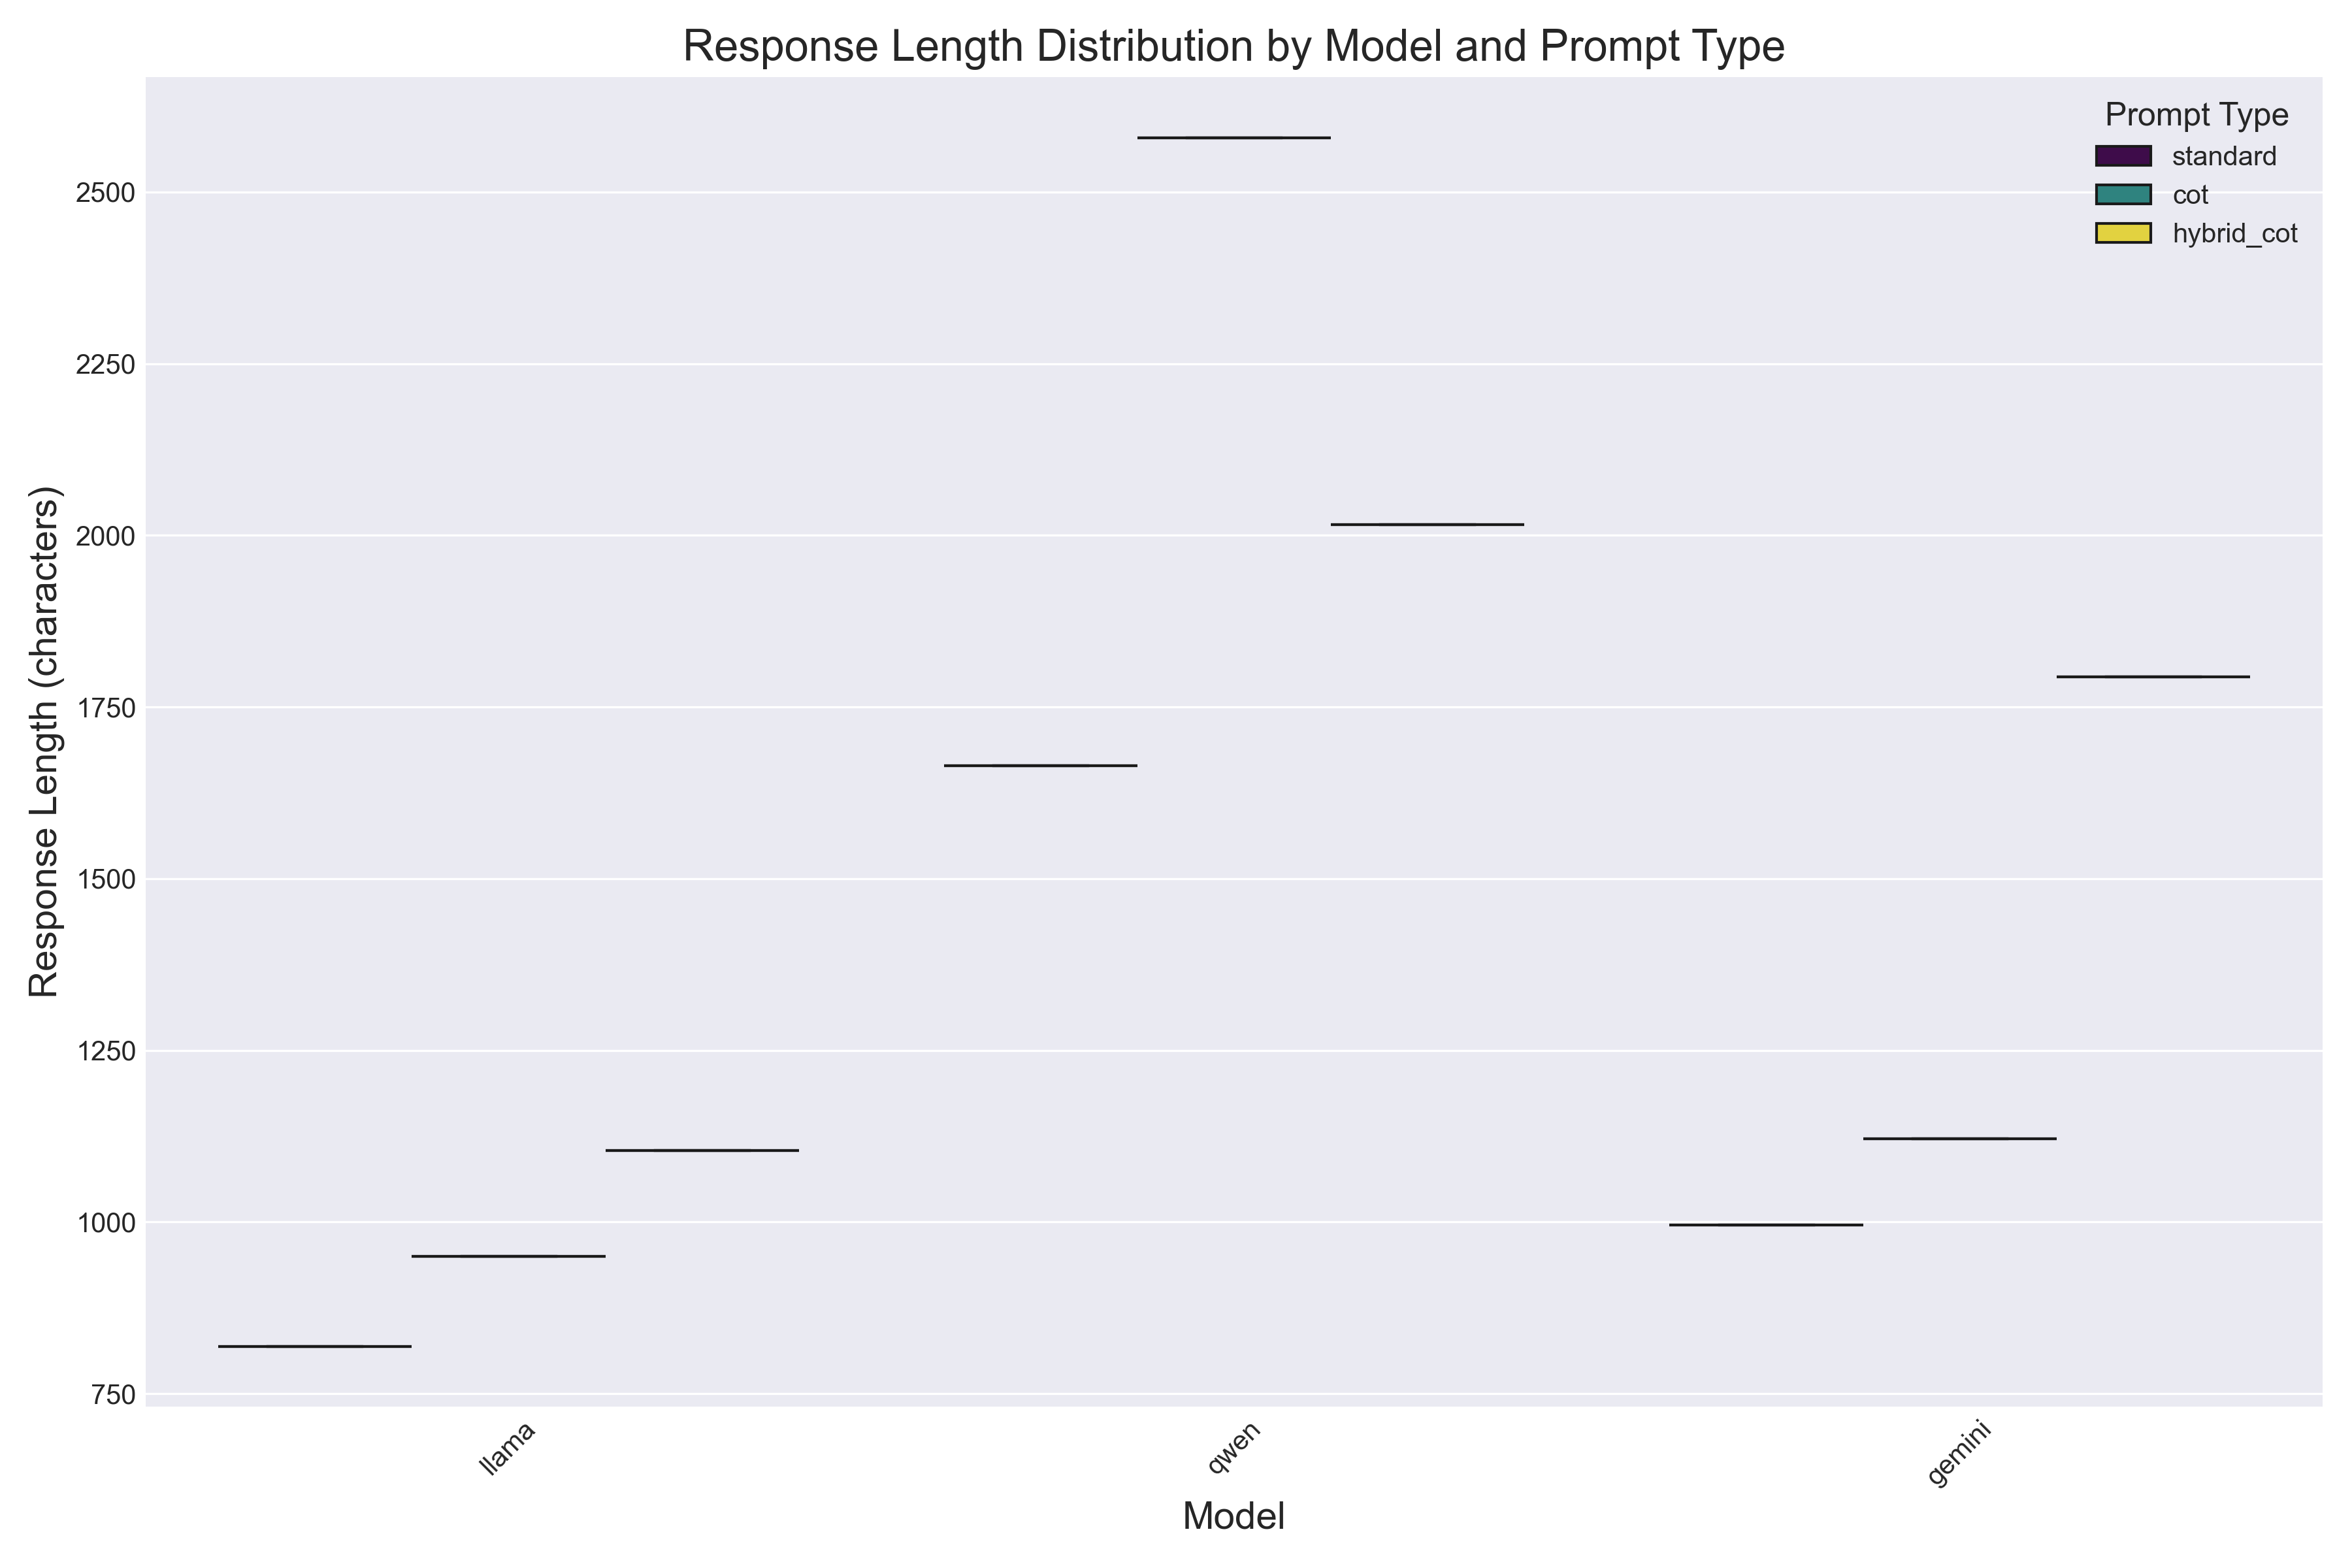 Response Length Distribution by Model and Prompt Type
Prompt Type
standard
cot
hybrid_cot
Response Length (characters)
2500
2250
2000
1750
1500
1250
1000
750
llama
qwen
gemini
Model